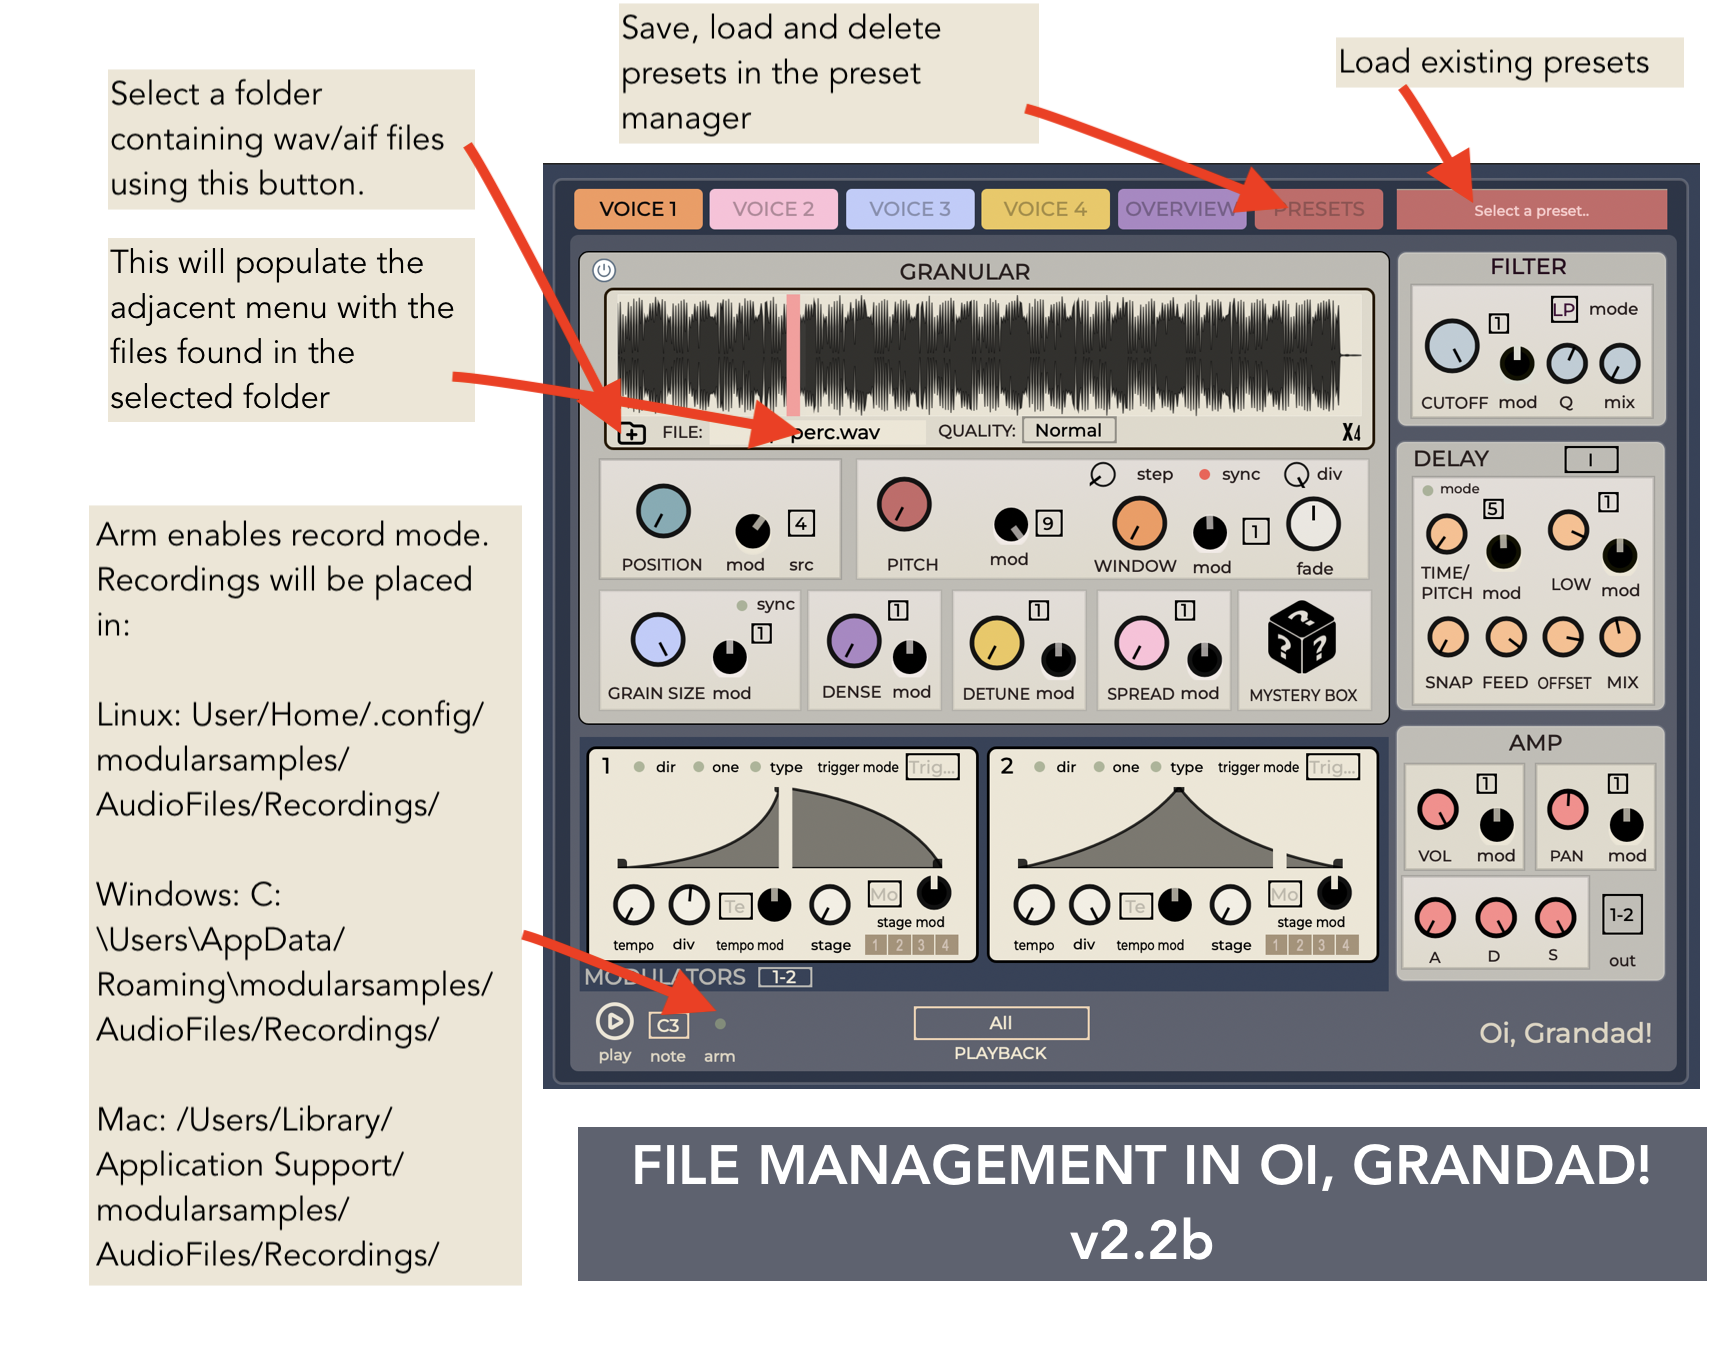 Save, load and delete
presets in the preset
manager
Load existing presets
Select a folder
containing wav/aif files
using this button.
This will populate the
adjacent menu with the
files found in the
selected folder
Arm enables record mode.
Recordings will be placed
in:
Linux: User/Home/.config/
modularsamples/
AudioFiles/Recordings/
Windows: C:
\Users\AppData/
Roaming\modularsamples/
AudioFiles/Recordings/
Mac: /Users/Library/
Application Support/
modularsamples/
AudioFiles/Recordings/
VOICE 1 VOICE 2 VOICE 3 VOICE 4 OVERVIEW PRESETS Select a preset..
GRANULAR
FILE: perc.wav QUALITY: Normal X4
step sync div
4 9 1
POSITION mod src PITCH mod WINDOW mod fade
sync
1 1 1 1
GRAIN SIZE mod DENSE mod DETUNE mod SPREAD mod MYSTERY BOX
? ? ?
FILTER
LP mode
1
CUTOFF mod Q mix
DELAY I
mode
5 1
TIME/
PITCH mod LOW mod
SNAP FEED OFFSET MIX
AMP
1 1
VOL mod PAN mod
1-2
A D S out
1 dir one type trigger mode Trig...
Te Mo
stage mod
tempo div tempo mod stage 1 2 3 4
2 dir one type trigger mode Trig...
Te Mo
stage mod
tempo div tempo mod stage 1 2 3 4
MODULATORS 1-2
C3
play note arm
All
PLAYBACK
Oi, Grandad!
FILE MANAGEMENT IN OI, GRANDAD!
v2.2b